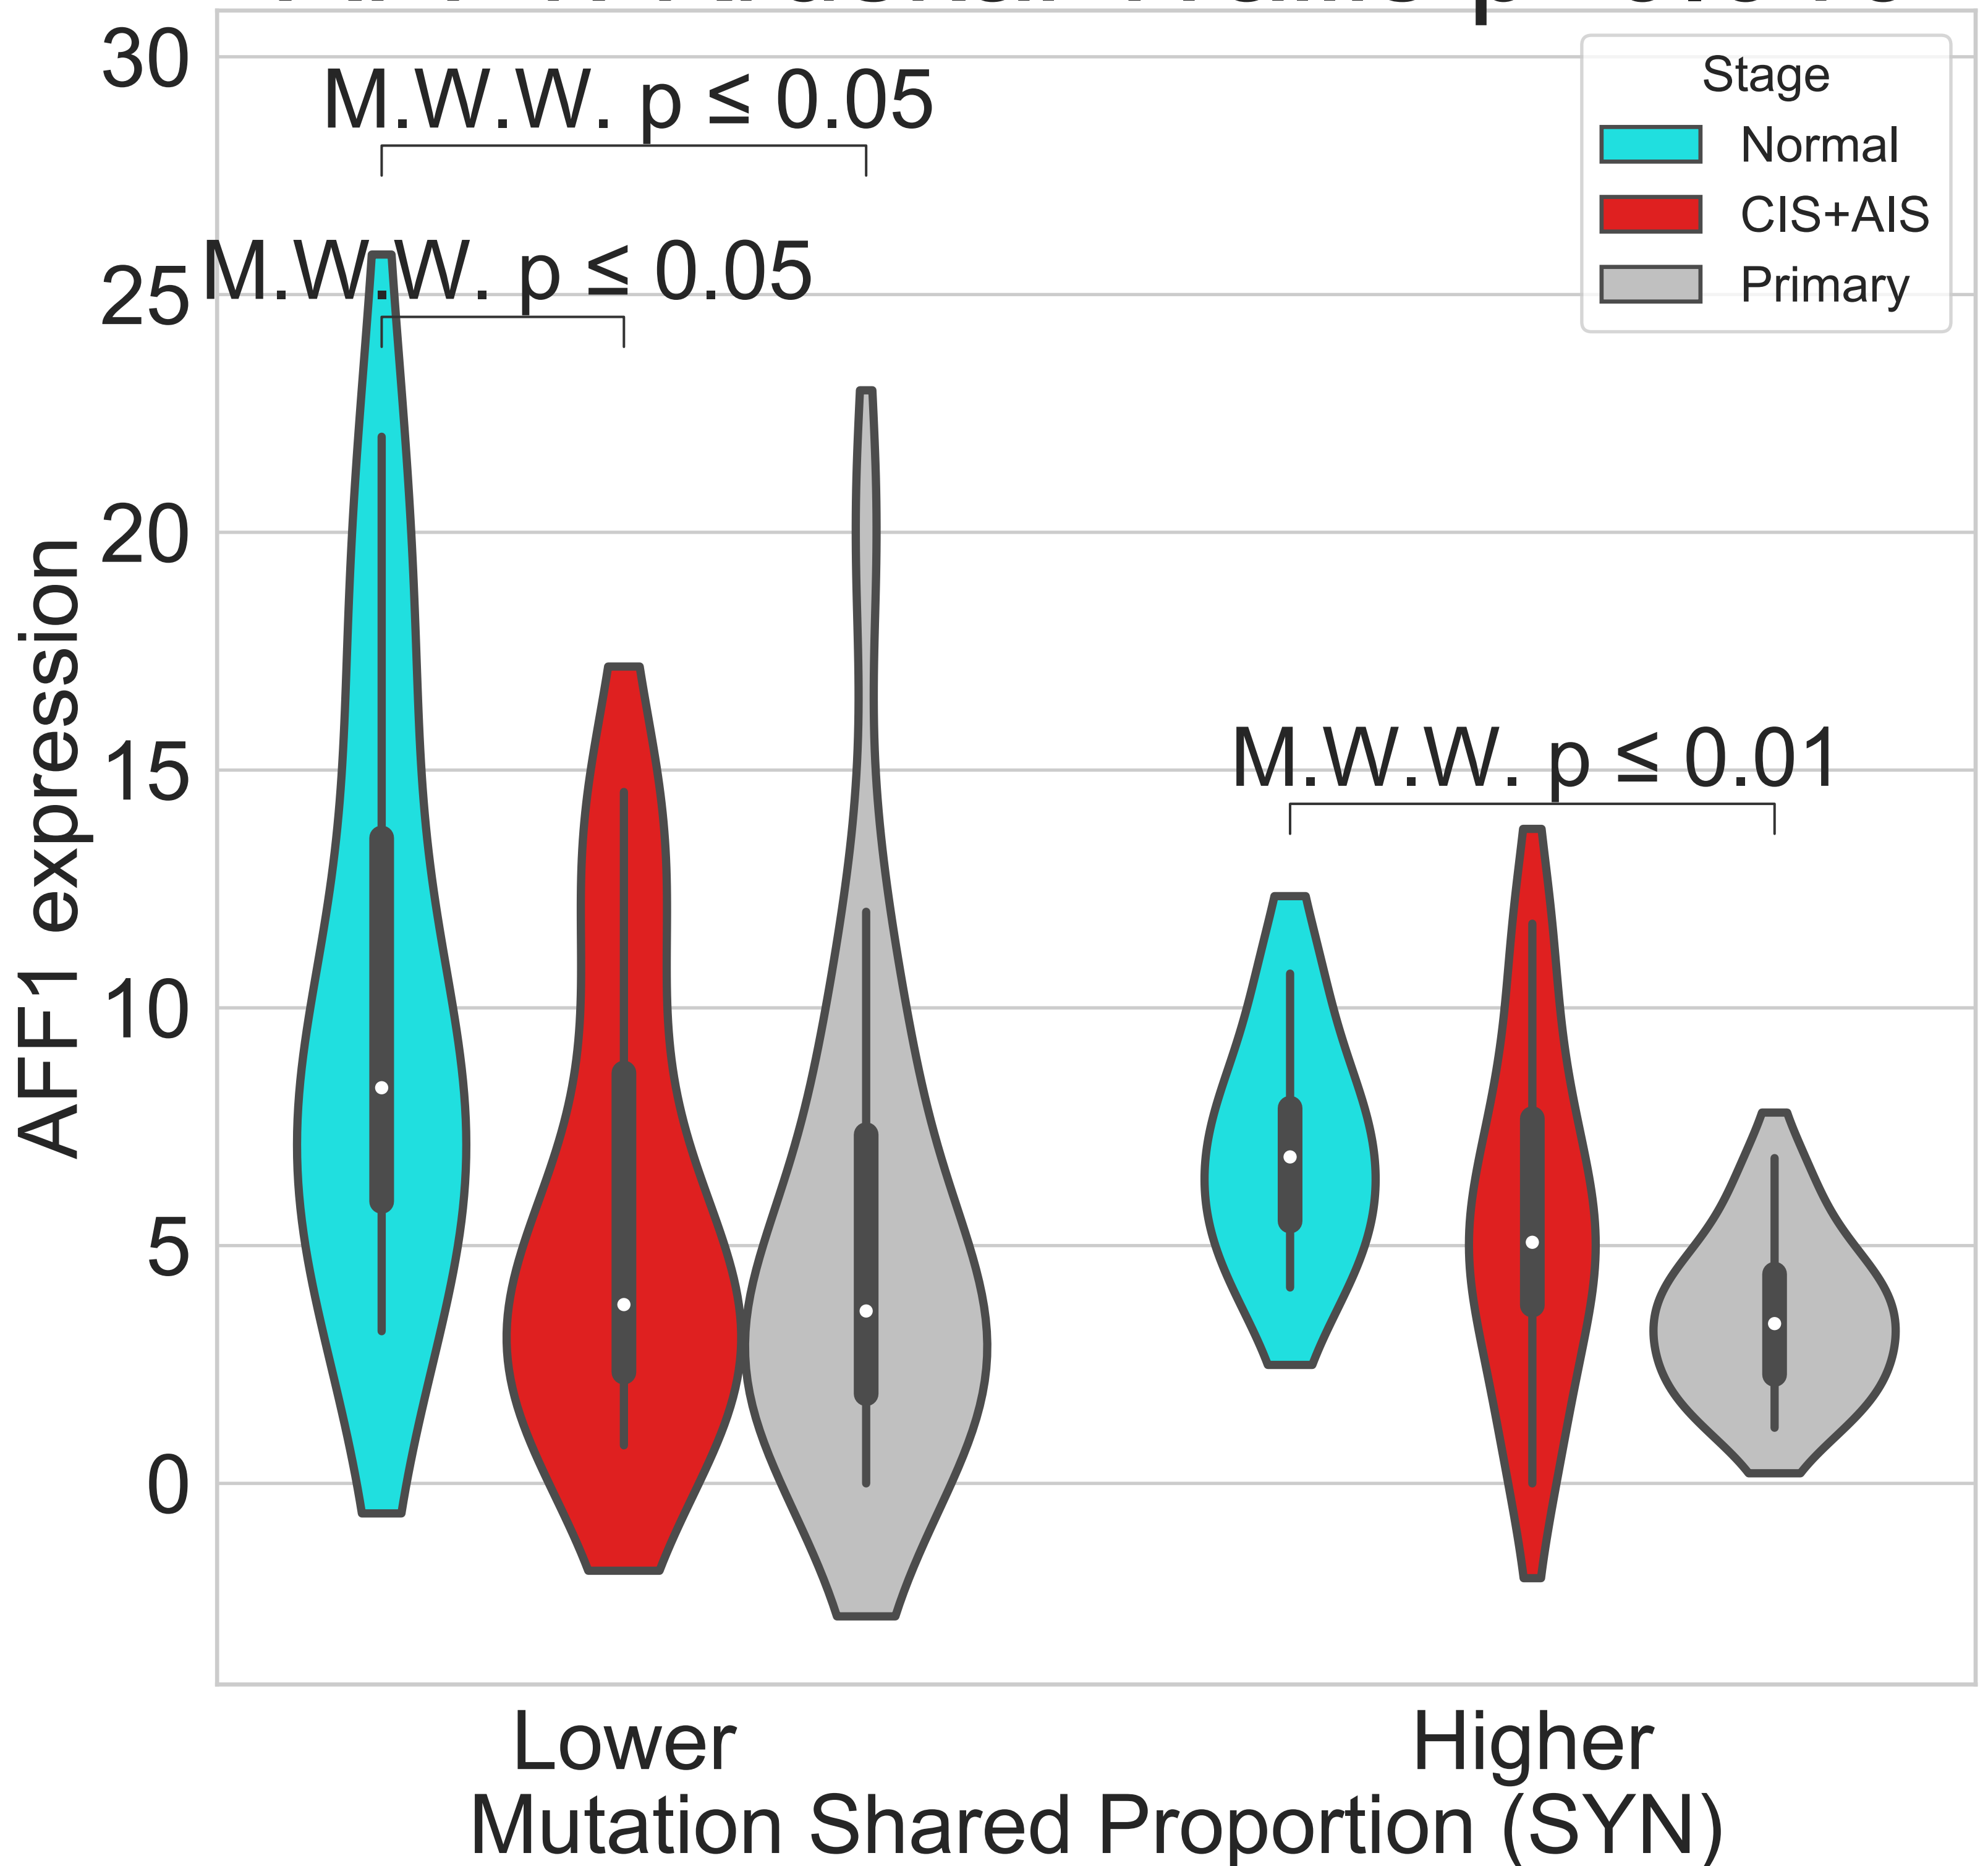 30
M.W.W. p ≤ 0.05
Stage
Normal
CIS+AIS
Primary
M.W.W. p ≤ 0.05
25
20
M.W.W. p ≤ 0.01
15
10
5
0
AFF1 expression
Lower
Higher
Mutation Shared Proportion (SYN)